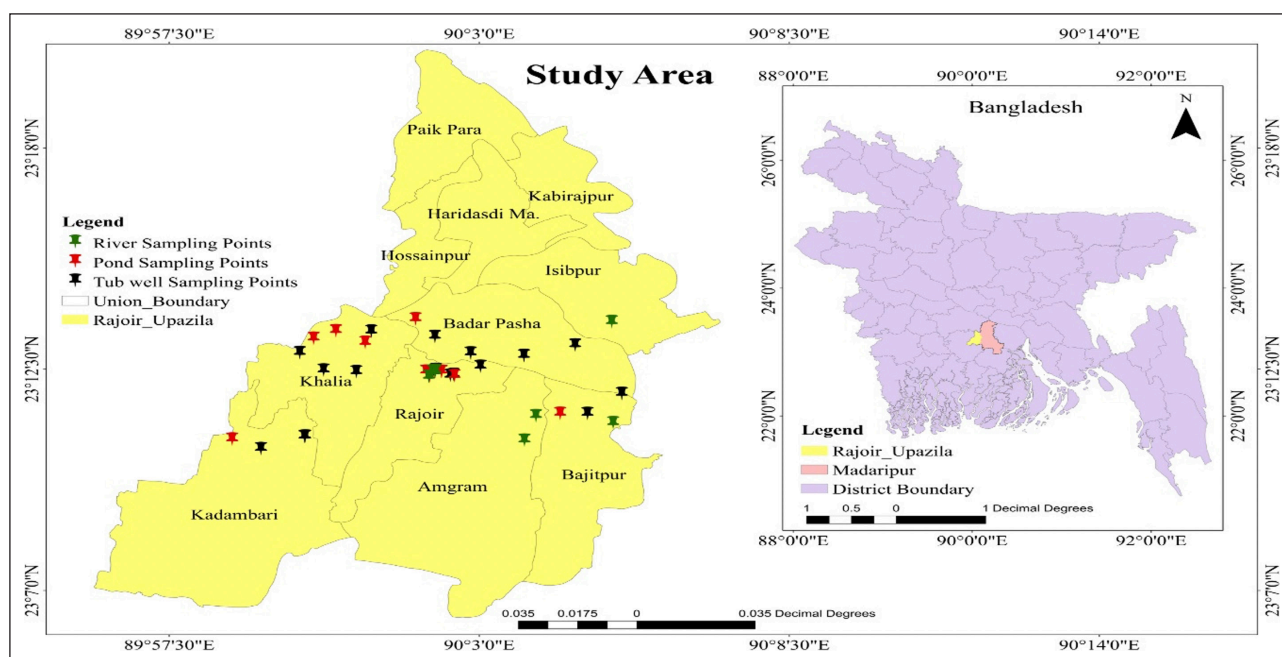 89°57'30"E 90°3'0"E 90°8'30"E 90°14'0"E
Study Area
23°18'0"N
23°12'30"N
23°7'0"N
Paik Para
Kabirajpur
Haridasdi Ma.
Hossainpur
Isibpur
Badar Pasha
Khalia
Rajoir
Bajitpur
Amgram
Kadambari
Legend
River Sampling Points
Pond Sampling Points
Tub well Sampling Points
Union_Boundary
Rajoir_Upazila
0.035 0.0175 0 0.035 Decimal Degrees
88°0'0"E 90°0'0"E 92°0'0"E
Bangladesh
N
26°0'0"N
24°0'0"N
22°0'0"N
26°0'0"N
24°0'0"N
22°0'0"N
Legend
Rajoir_Upazila
Madaripur
District Boundary
1 0.5 0 1 Decimal Degrees
88°0'0"E 90°0'0"E 92°0'0"E
23°18'0"N
23°12'30"N
23°7'0"N
89°57'30"E 90°3'0"E 90°8'30"E 90°14'0"E